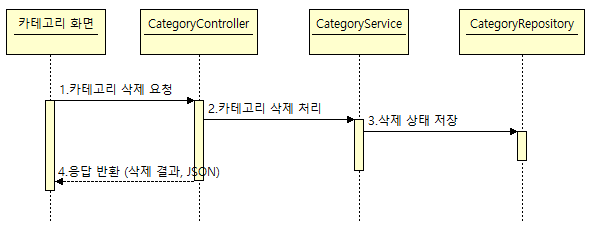 카테고리 화면
CategoryController
CategoryService
CategoryRepository
1.카테고리 삭제 요청
2.카테고리 삭제 처리
3.삭제 상태 저장
4.응답 반환 (삭제 결과, JSON)